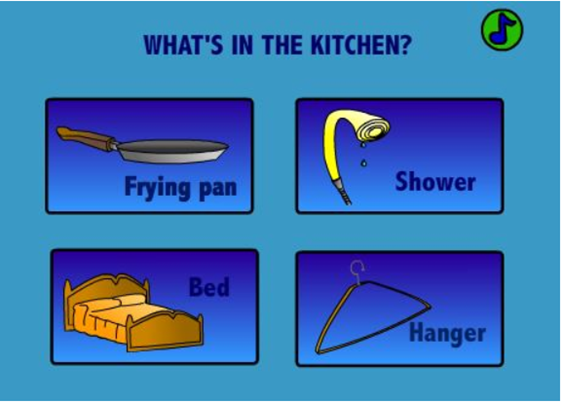 WHAT'S IN THE KITCHEN?
Frying pan
Shower
Bed
Hanger